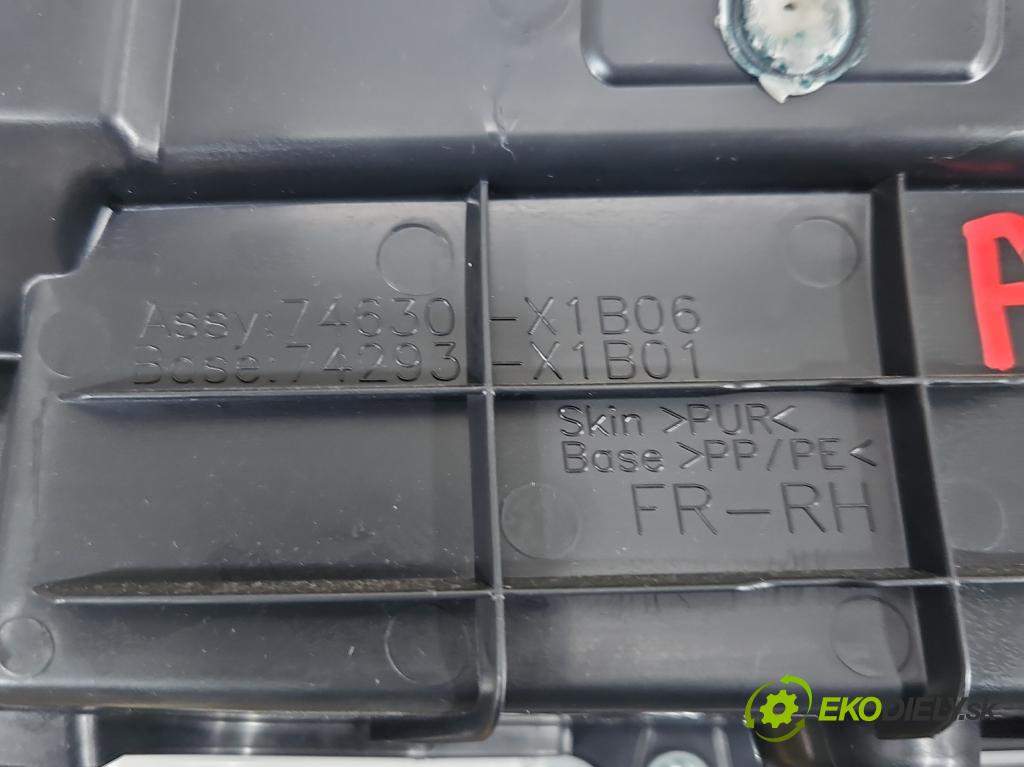 A
Assy:74630-X1B06
Base:74293-X1B01
Skin >PUR<
Base >PP/PE<
FR-RH
EKODIELY.sk